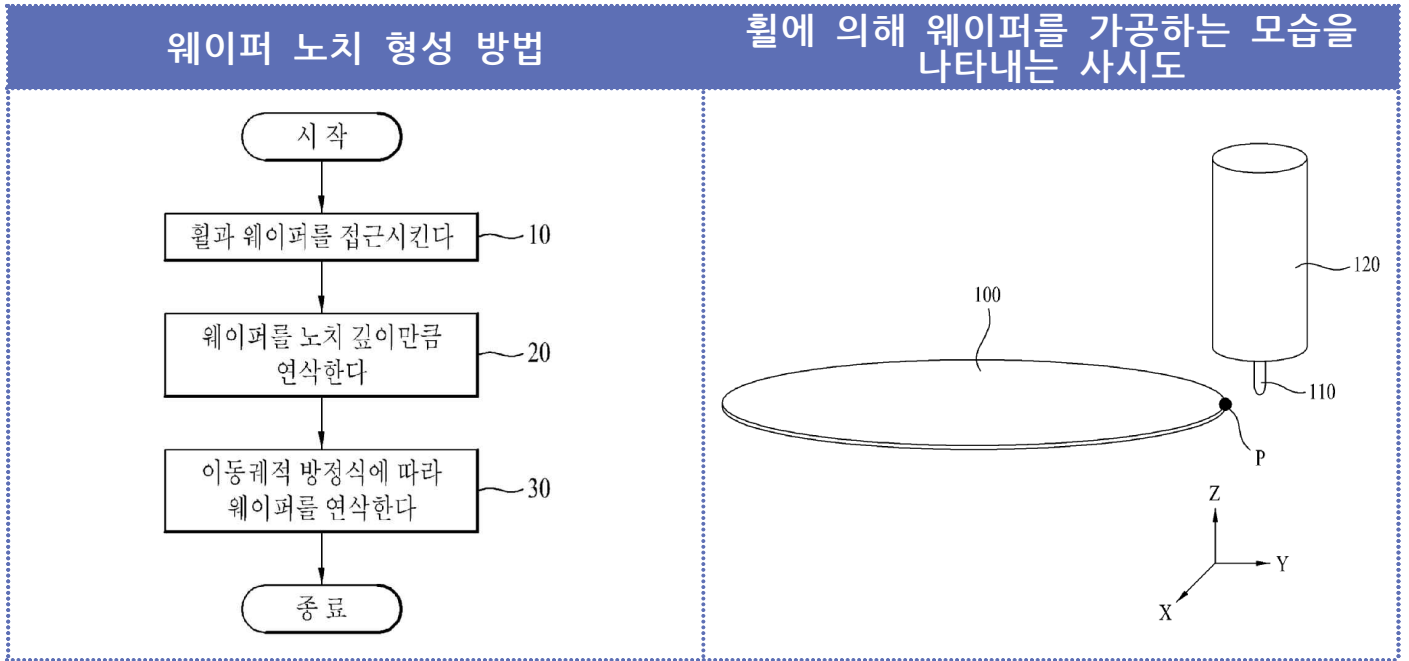 웨이퍼 노치 형성 방법
휠에 의해 웨이퍼를 가공하는 모습을
나타내는 사시도
시작
휠과 웨이퍼를 접근시킨다
10
웨이퍼를 노치 깊이만큼
연삭한다
20
이동궤적 방정식에 따라
웨이퍼를 연삭한다
30
종료
100
120
110
P
Z
Y
X